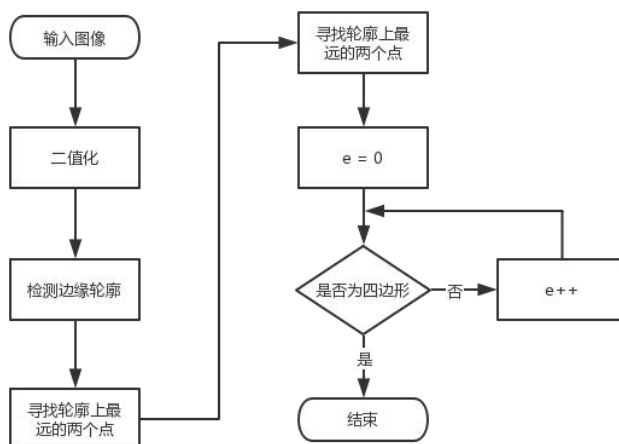 输入图像
二值化
检测边缘轮廓
寻找轮廓上最
远的两个点
寻找轮廓上最
远的两个点
e = 0
是否为四边形
否
e++
是
结束